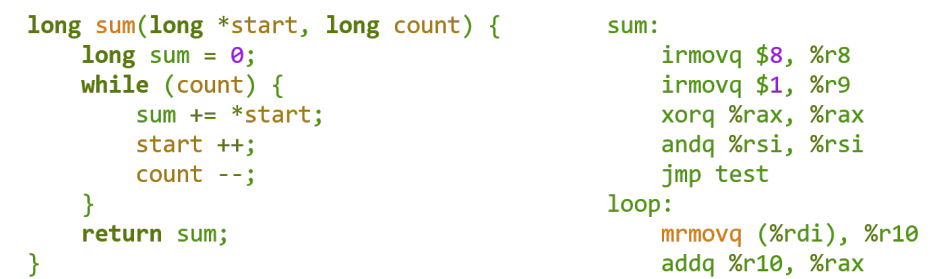 long sum(long *start, long count) {
    long sum = 0;
    while (count) {
        sum += *start;
        start ++;
        count --;
    }
    return sum;
}
sum:
    irmovq $8, %r8
    irmovq $1, %r9
    xorq %rax, %rax
    andq %rsi, %rsi
    jmp test
loop:
    mrmovq (%rdi), %r10
    addq %r10, %rax